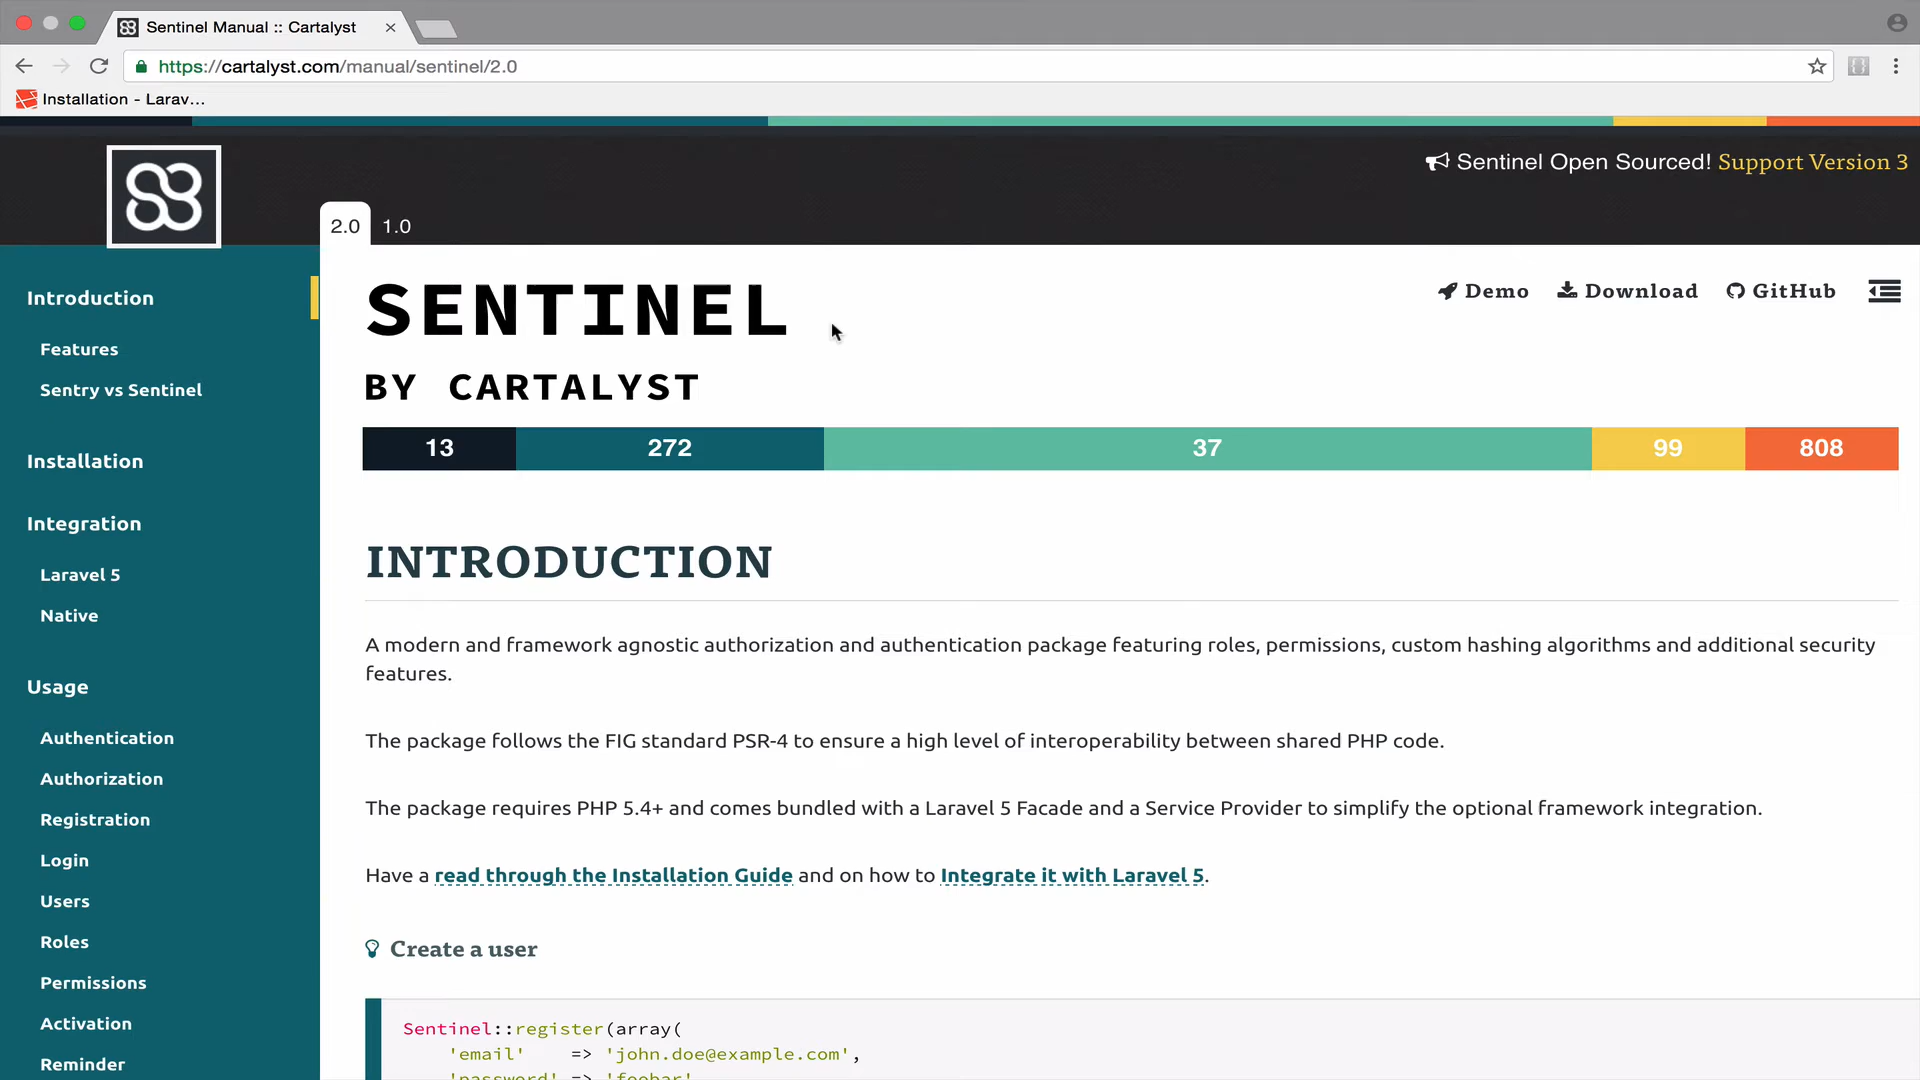 Sentinel Manual :: Cartalyst
https://cartalyst.com/manual/sentinel/2.0
Installation - Larav...
Sentinel Open Sourced! Support Version 3
2.0 1.0
SENTINEL
Demo Download GitHub
BY CARTALYST
13 272 37 99 808
Introduction
Features
Sentry vs Sentinel
Installation
Integration
Laravel 5
Native
Usage
Authentication
Authorization
Registration
Login
Users
Roles
Permissions
Activation
Reminder
INTRODUCTION
A modern and framework agnostic authorization and authentication package featuring roles, permissions, custom hashing algorithms and additional security
features.
The package follows the FIG standard PSR-4 to ensure a high level of interoperability between shared PHP code.
The package requires PHP 5.4+ and comes bundled with a Laravel 5 Facade and a Service Provider to simplify the optional framework integration.
Have a read through the Installation Guide and on how to Integrate it with Laravel 5.
Create a user
Sentinel::register(array(
'email' => 'john.doe@example.com',
'password' => 'foobar'